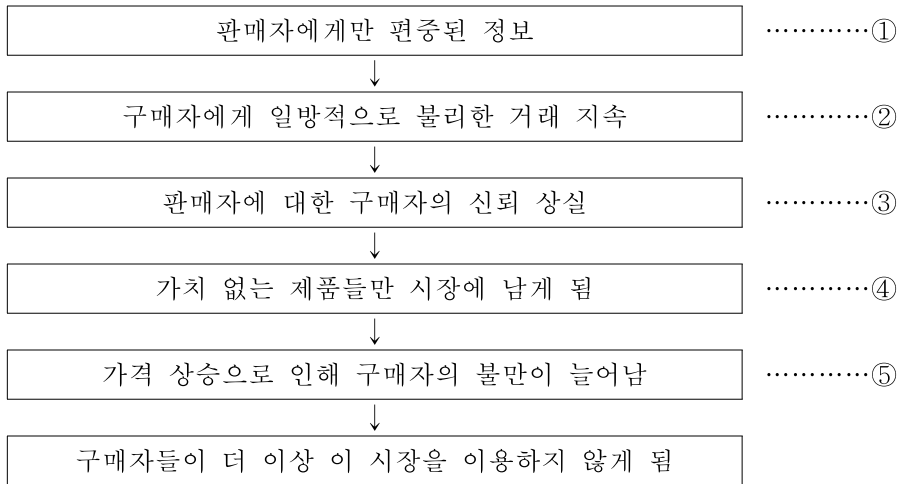 판매자에게만 편중된 정보 …………①
구매자에게 일방적으로 불리한 거래 지속 …………②
판매자에 대한 구매자의 신뢰 상실 …………③
가치 없는 제품들만 시장에 남게 됨 …………④
가격 상승으로 인해 구매자의 불만이 늘어남 …………⑤
구매자들이 더 이상 이 시장을 이용하지 않게 됨